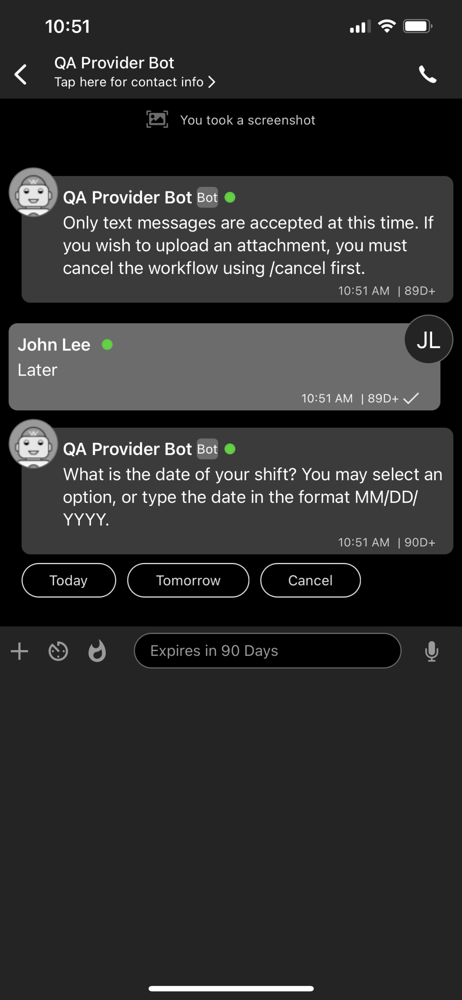 10:51
QA Provider Bot
Tap here for contact info
You took a screenshot
QA Provider Bot Bot
Only text messages are accepted at this time. If
you wish to upload an attachment, you must
cancel the workflow using /cancel first.
10:51 AM | 89D+
JL
John Lee
Later
10:51 AM | 89D+
QA Provider Bot Bot
What is the date of your shift? You may select an
option, or type the date in the format MM/DD/
YYYY.
10:51 AM | 90D+
Today Tomorrow Cancel
Expires in 90 Days